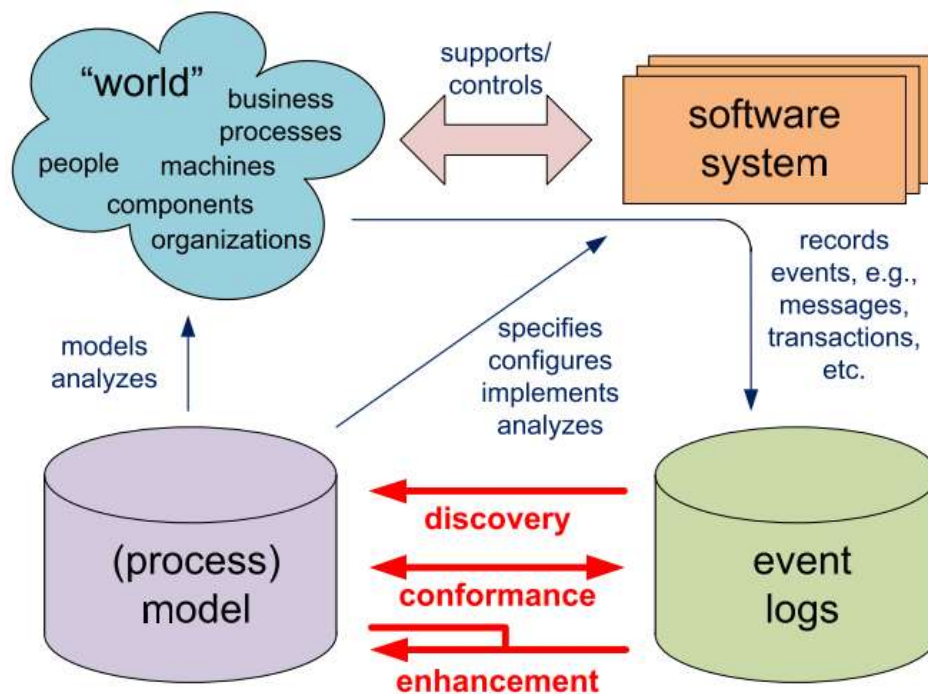 “world”
business
processes
people
machines
components
organizations
supports/
controls
software
system
records
events, e.g.,
messages,
transactions,
etc.
models
analyzes
specifies
configures
implements
analyzes
(process)
model
discovery
conformance
enhancement
event
logs